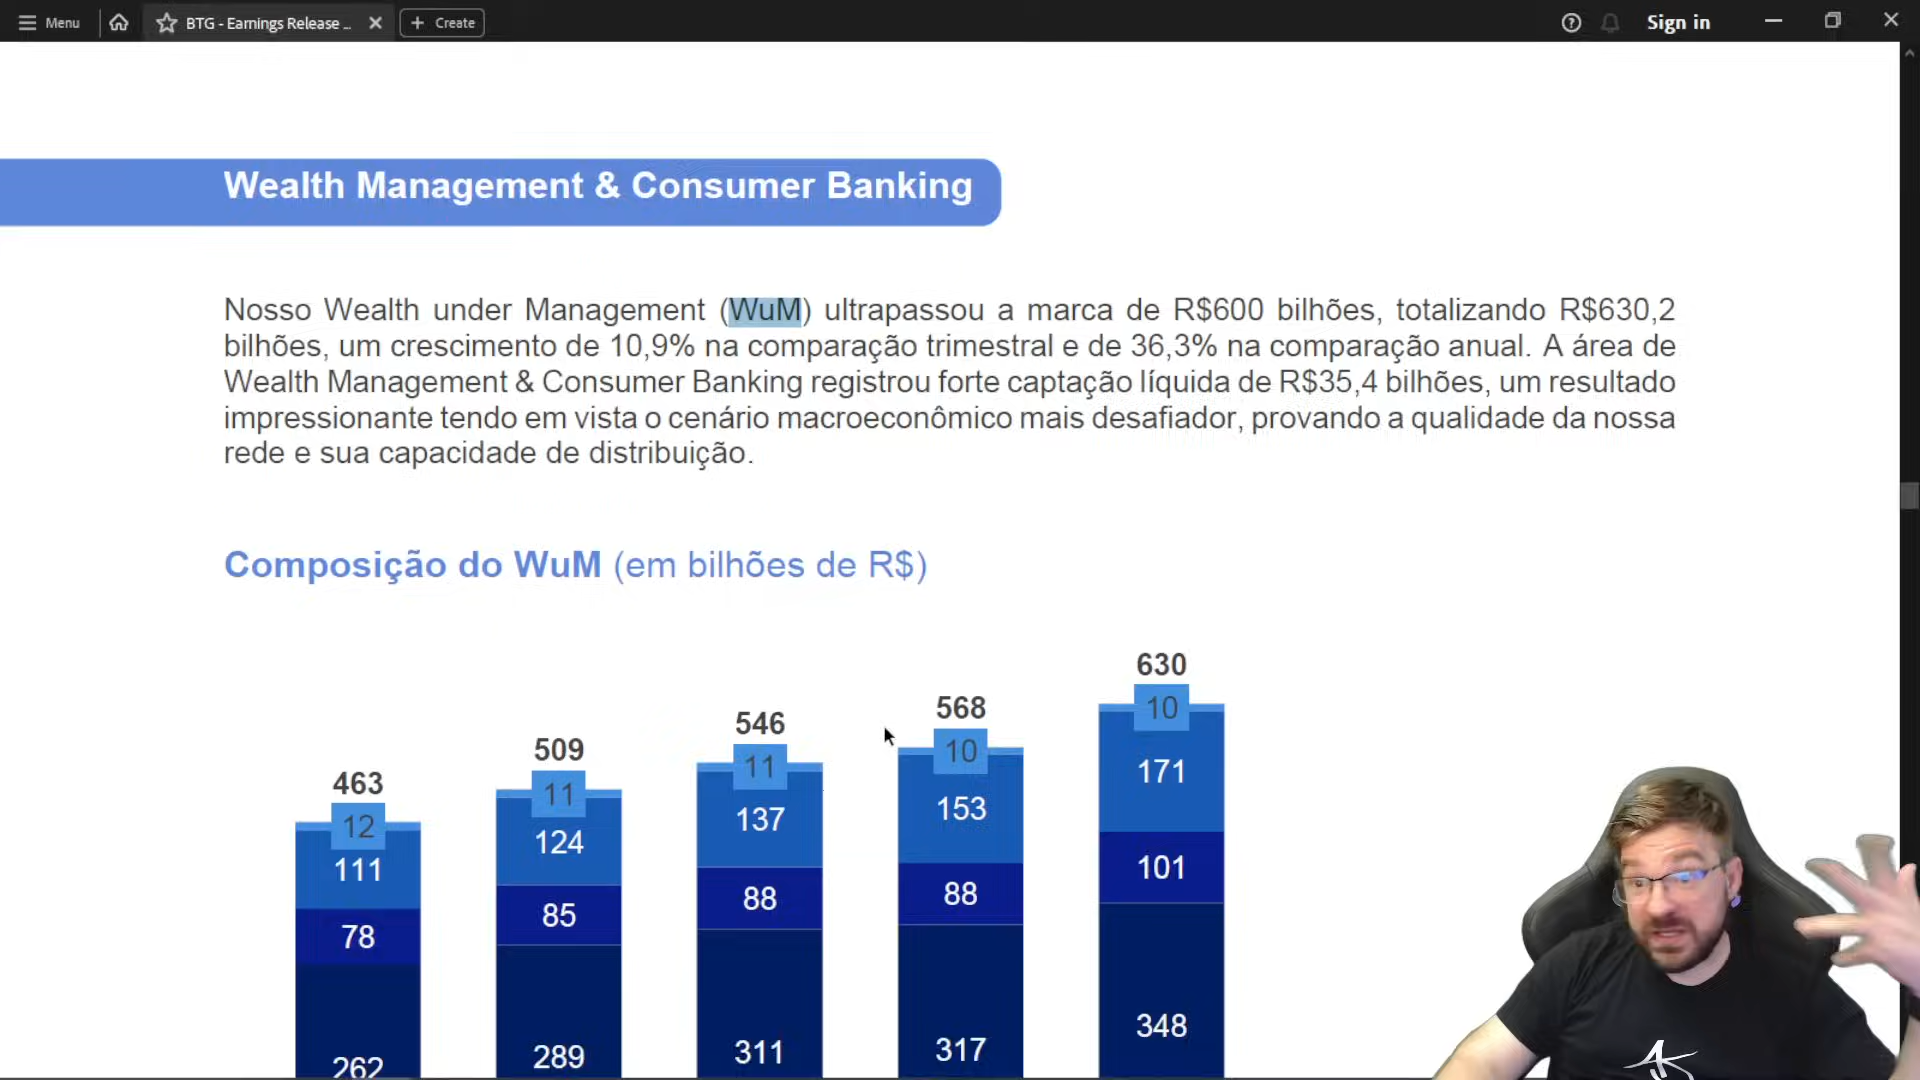 Menu
BTG - Earnings Release ...
Create
Sign in
Wealth Management & Consumer Banking
Nosso Wealth under Management (WuM) ultrapassou a marca de R$600 bilhões, totalizando R$630,2
bilhões, um crescimento de 10,9% na comparação trimestral e de 36,3% na comparação anual. A área de
Wealth Management & Consumer Banking registrou forte captação líquida de R$35,4 bilhões, um resultado
impressionante tendo em vista o cenário macroeconômico mais desafiador, provando a qualidade da nossa
rede e sua capacidade de distribuição.
Composição do WuM (em bilhões de R$)
463
12
111
78
262
509
11
124
85
289
546
11
137
88
311
568
10
153
88
317
630
10
171
101
348